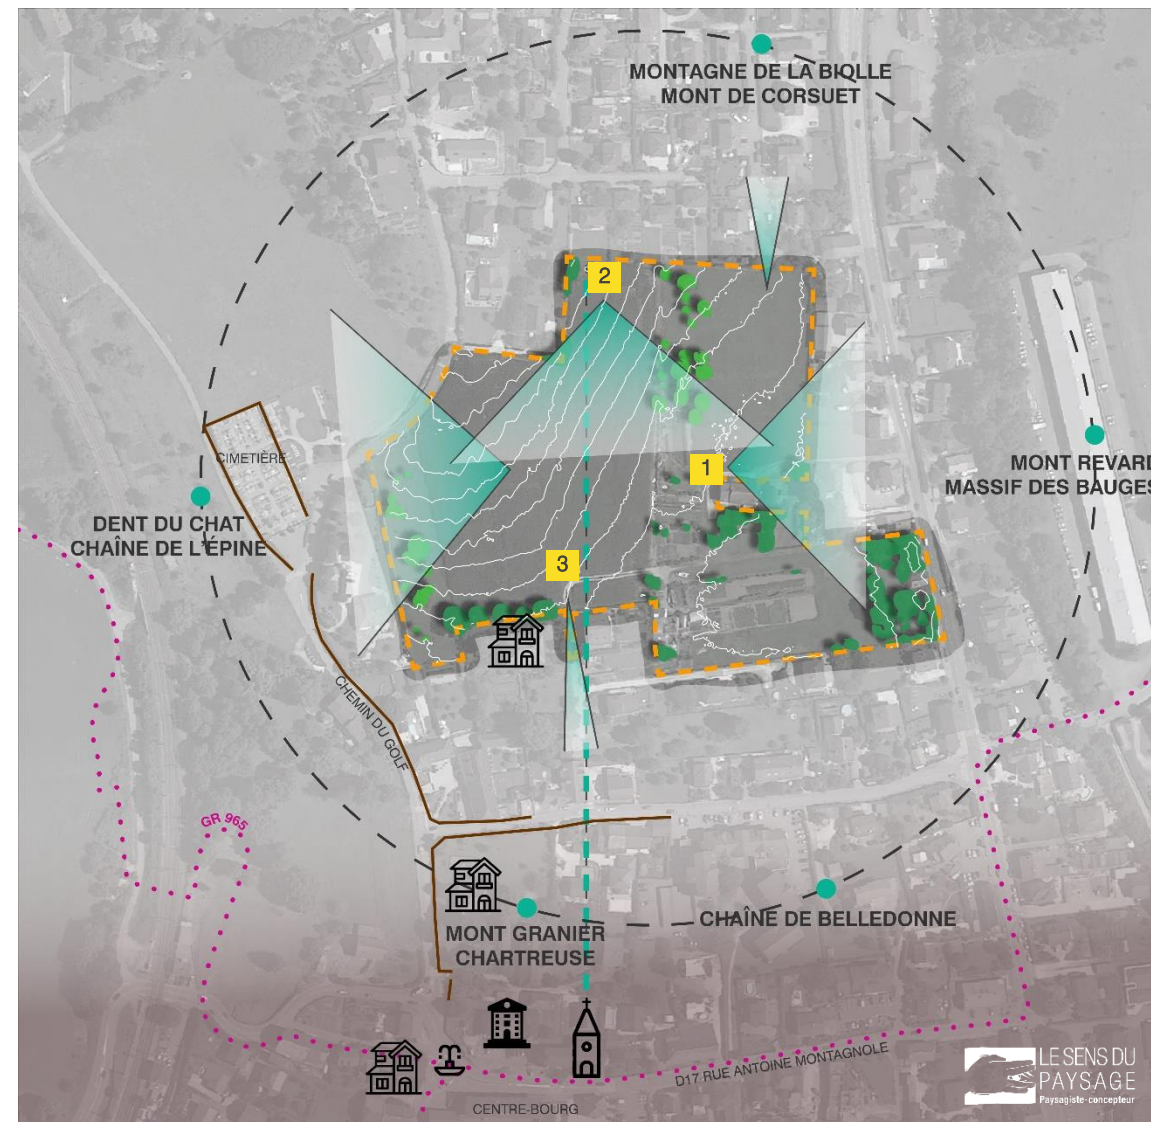 MONTAGNE DE LA BIOLLE
MONT DE CORSUET
2
CIMETIÈRE
1
MONT REVARD
MASSIF DES BAUGES
DENT DU CHAT
CHAÎNE DE L'ÉPINE
3
CHEMIN DU GOLF
GR 965
CHAÎNE DE BELLEDONNE
MONT GRANIER
CHARTREUSE
D17 RUE ANTOINE MONTAGNOLE
LE SENS DU
PAYSAGE
Paysagiste-concepteur
CENTRE-BOURG